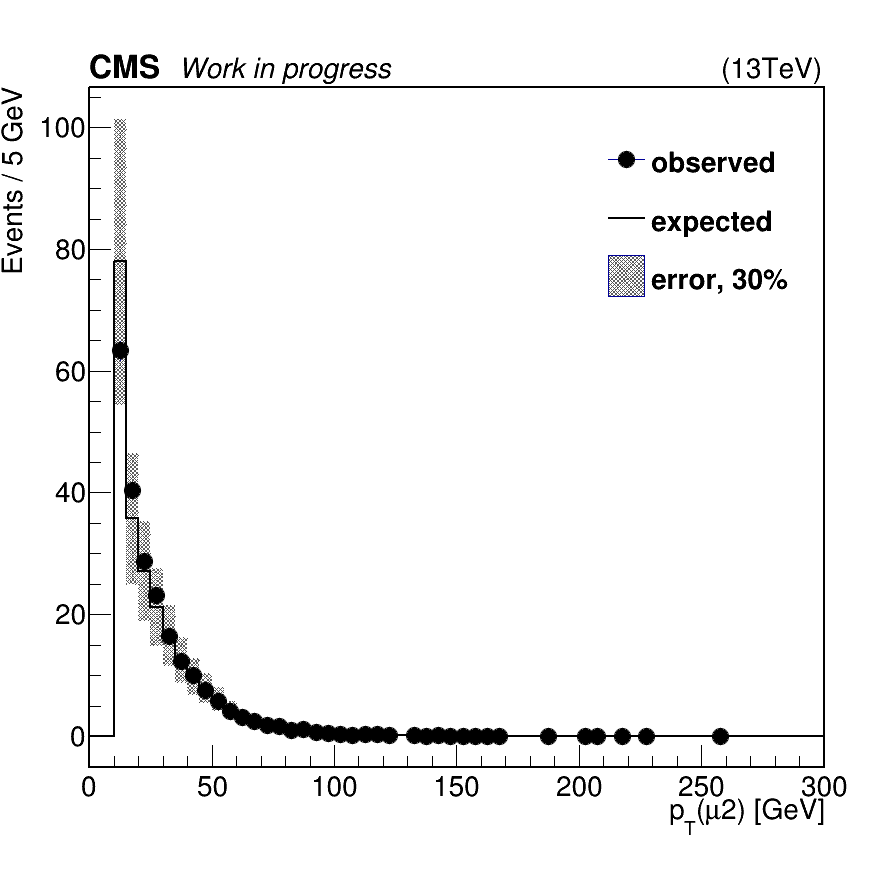 CMS Work in progress (13TeV)
Events / 5 GeV
100
80
60
40
20
0
observed
expected
error, 30%
0 50 100 150 200 250 300
p_T(μ2) [GeV]